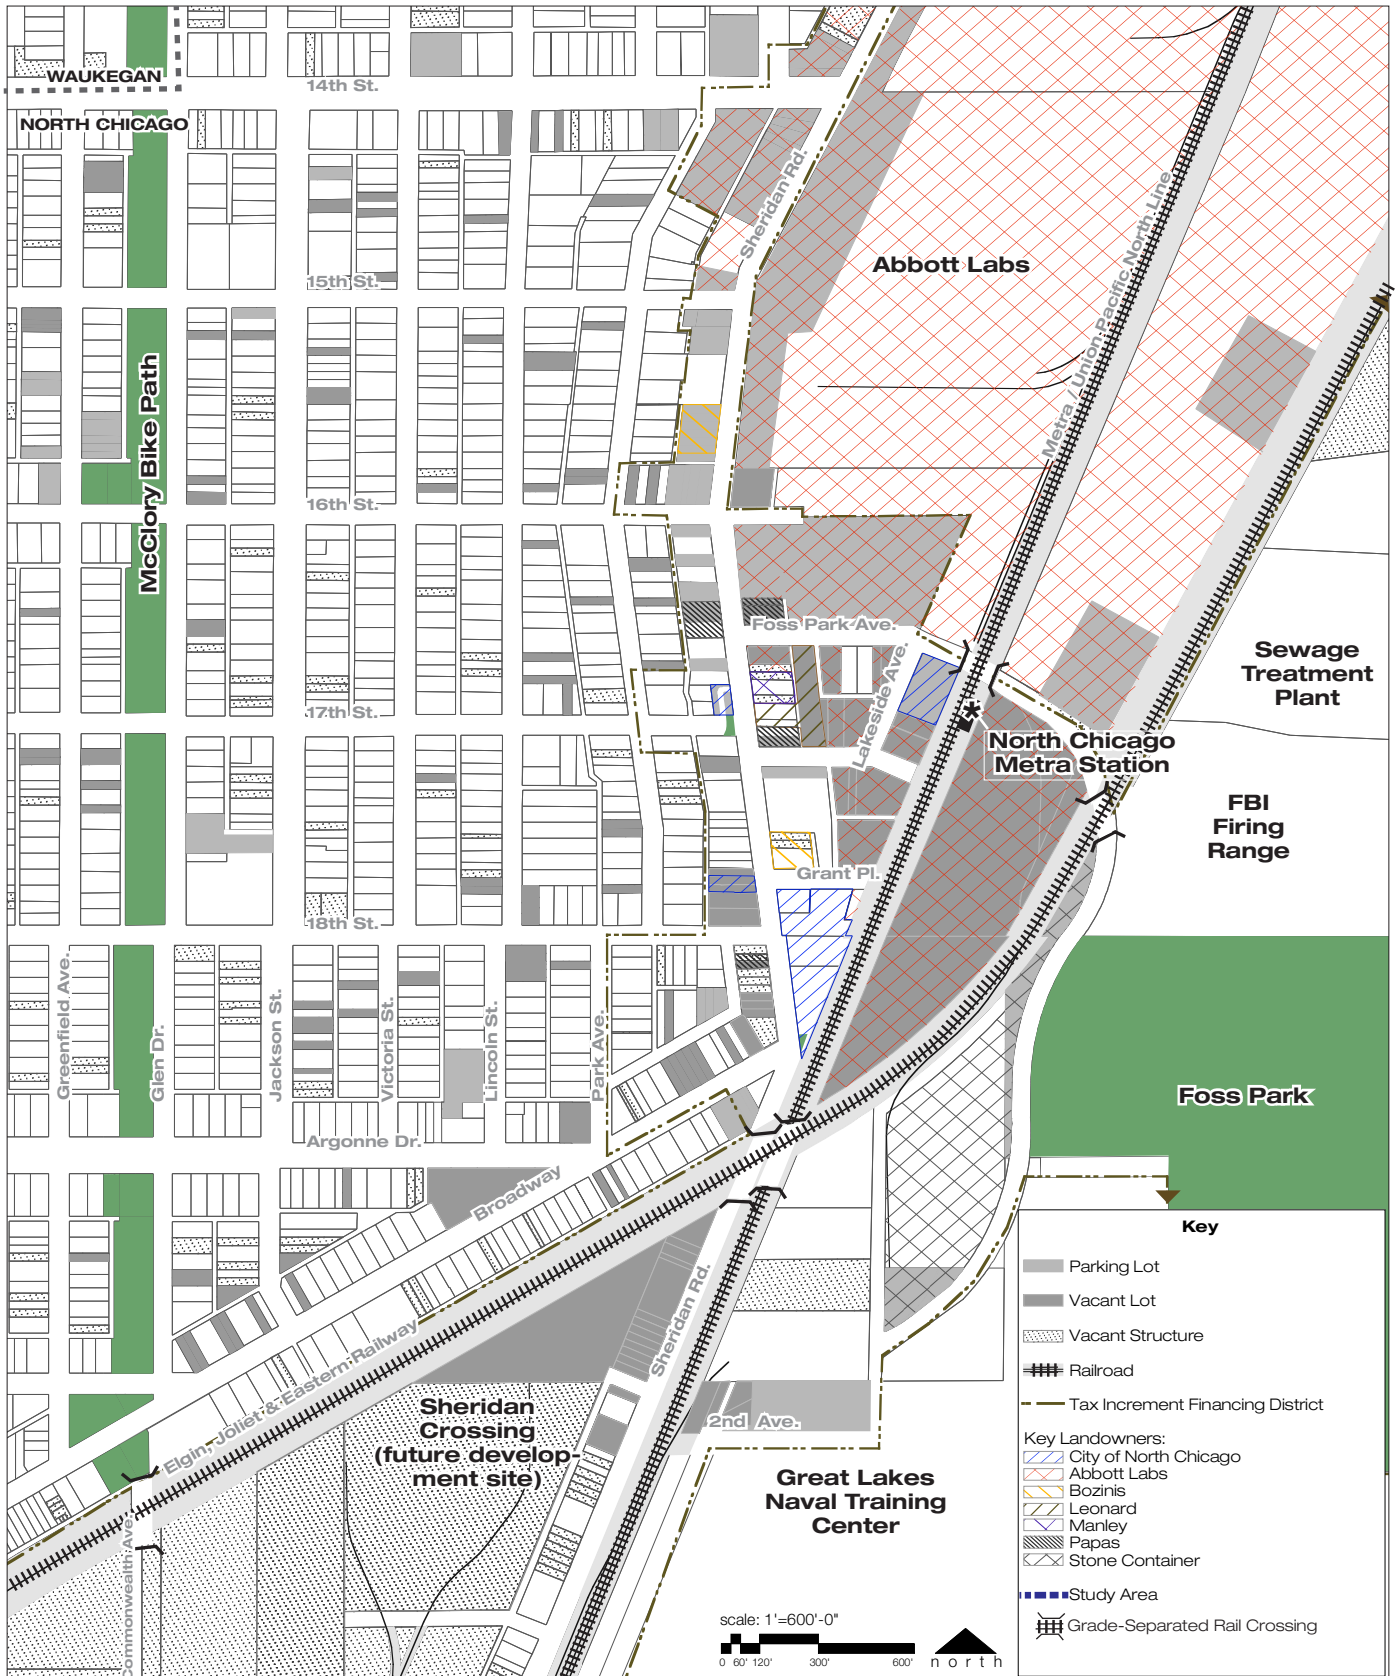 WAUKEGAN
14th St.
NORTH CHICAGO
Sheridan Rd.
Metra / Union Pacific North Line
Abbott Labs
15th St.
McClory Bike Path
16th St.
Foss Park Ave.
Lakeside Ave.
Sewage
Treatment
Plant
17th St.
North Chicago
Metra Station
*
FBI
Firing
Range
Grant Pl.
18th St.
Greenfield Ave.
Glen Dr.
Jackson St.
Victoria St.
Lincoln St.
Park Ave.
Foss Park
Argonne Dr.
Broadway
Sheridan Rd.
Elgin, Joliet & Eastern Railway
Sheridan
Crossing
(future develop-
ment site)
2nd Ave.
Great Lakes
Naval Training
Center
Commonwealth Ave.
Key
Parking Lot
Vacant Lot
Vacant Structure
Railroad
Tax Increment Financing District
Key Landowners:
City of North Chicago
Abbott Labs
Bozinis
Leonard
Manley
Papas
Stone Container
Study Area
Grade-Separated Rail Crossing
scale: 1'=600'-0"
0 60' 120' 300' 600'
north